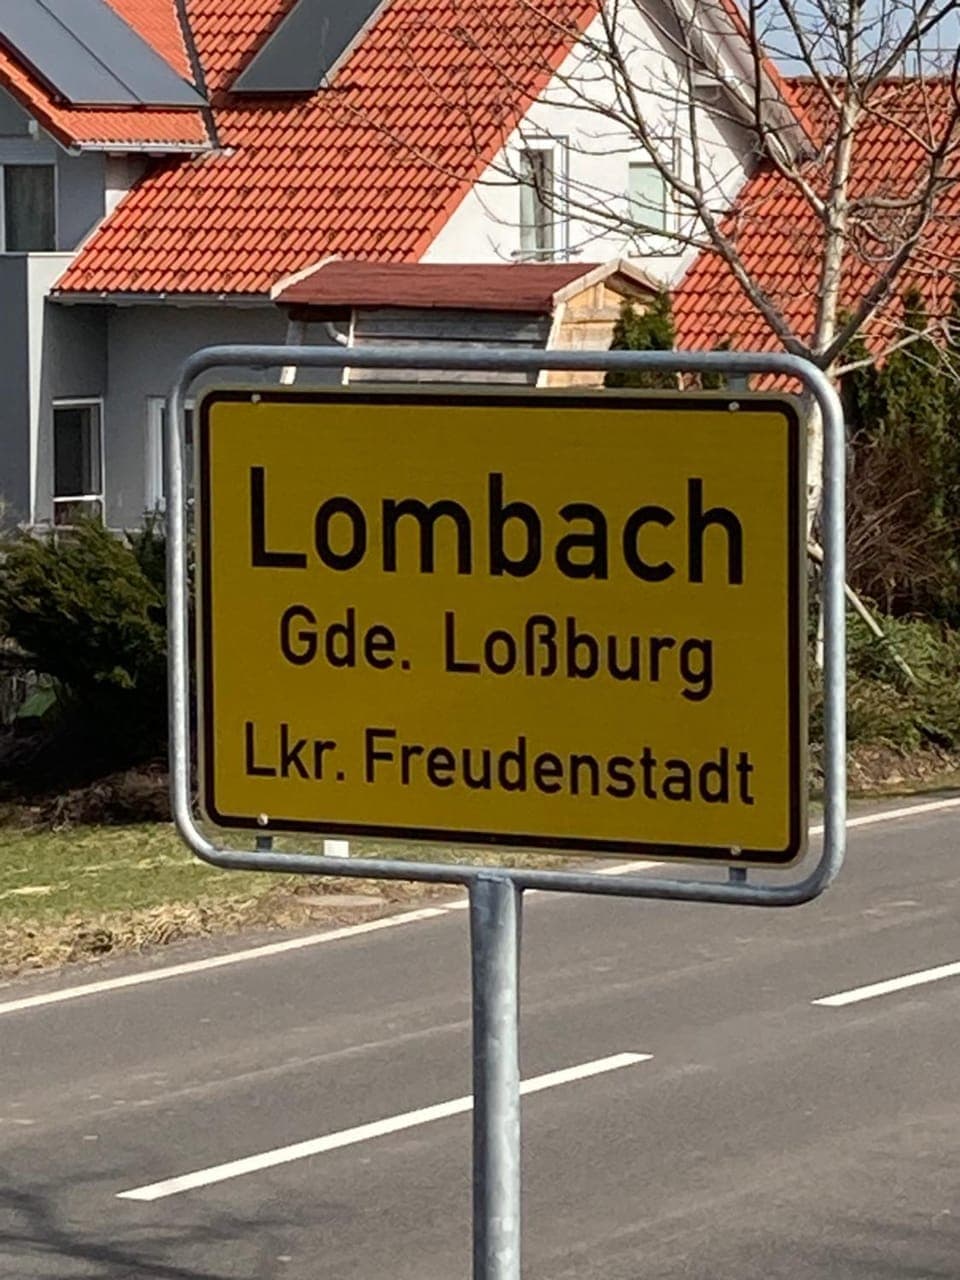 Lombach
Gde. Loßburg
Lkr. Freudenstadt